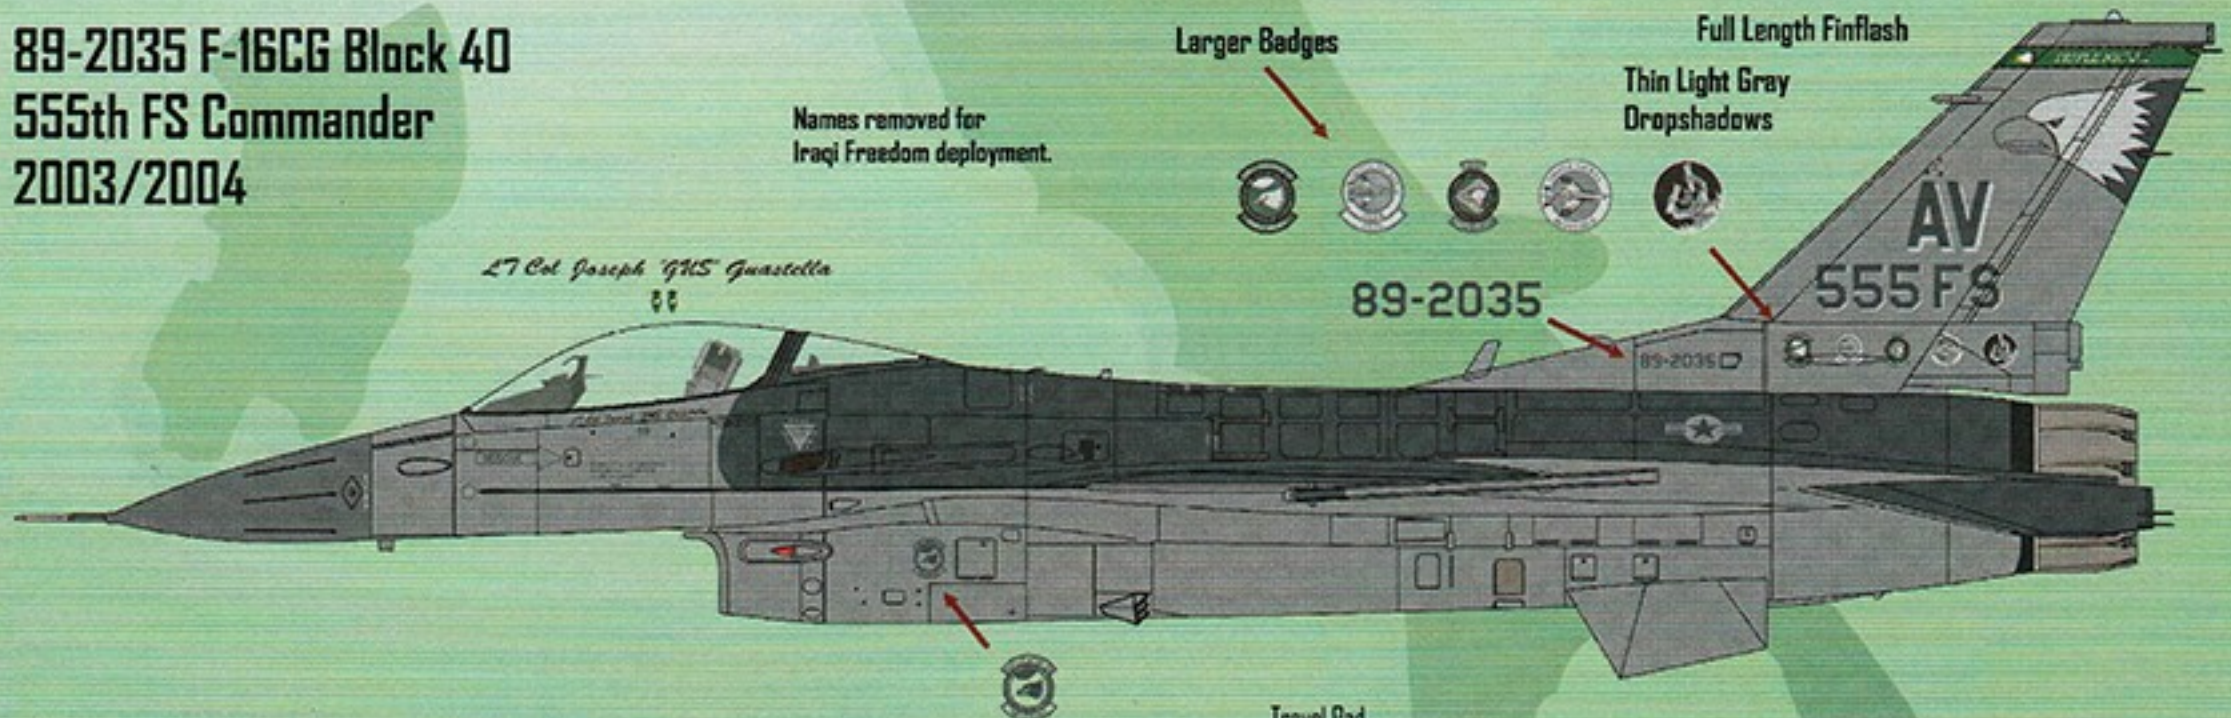 89-2035 F-16CG Block 40
555th FS Commander
2003/2004
Names removed for
Iraqi Freedom deployment.
Larger Badges
Full Length Finflash
Thin Light Gray
Dropshadows
LT Col Joseph "GUS" Guastella
89-2035
AV
555FS
89-2035